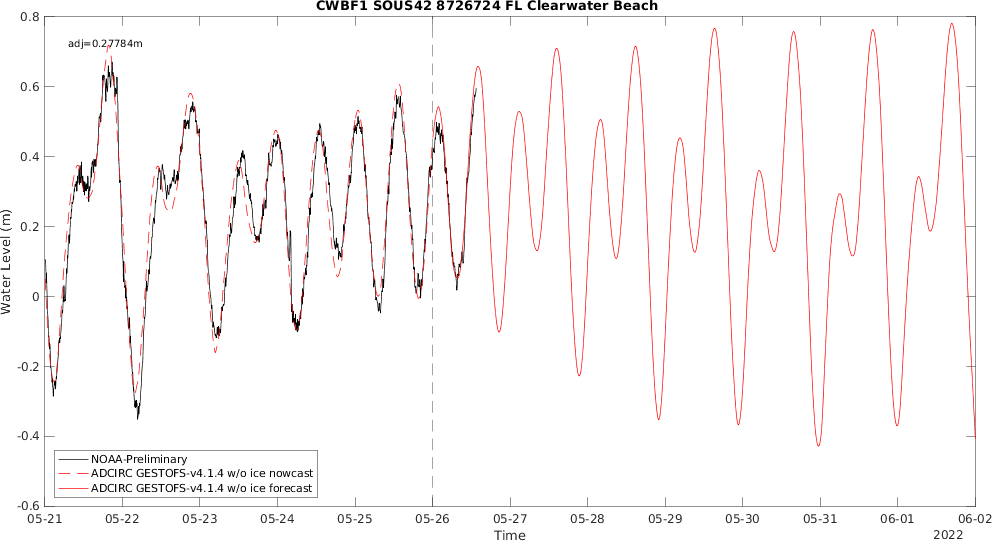 CWBF1 SOUS42 8726724 FL Clearwater Beach
adj=0.27784m
Water Level (m)
0.8
0.6
0.4
0.2
0
-0.2
-0.4
-0.6
NOAA-Preliminary
ADCIRC GESTOFS-v4.1.4 w/o ice nowcast
ADCIRC GESTOFS-v4.1.4 w/o ice forecast
05-21 05-22 05-23 05-24 05-25 05-26 05-27 05-28 05-29 05-30 05-31 06-01 06-02
Time
2022